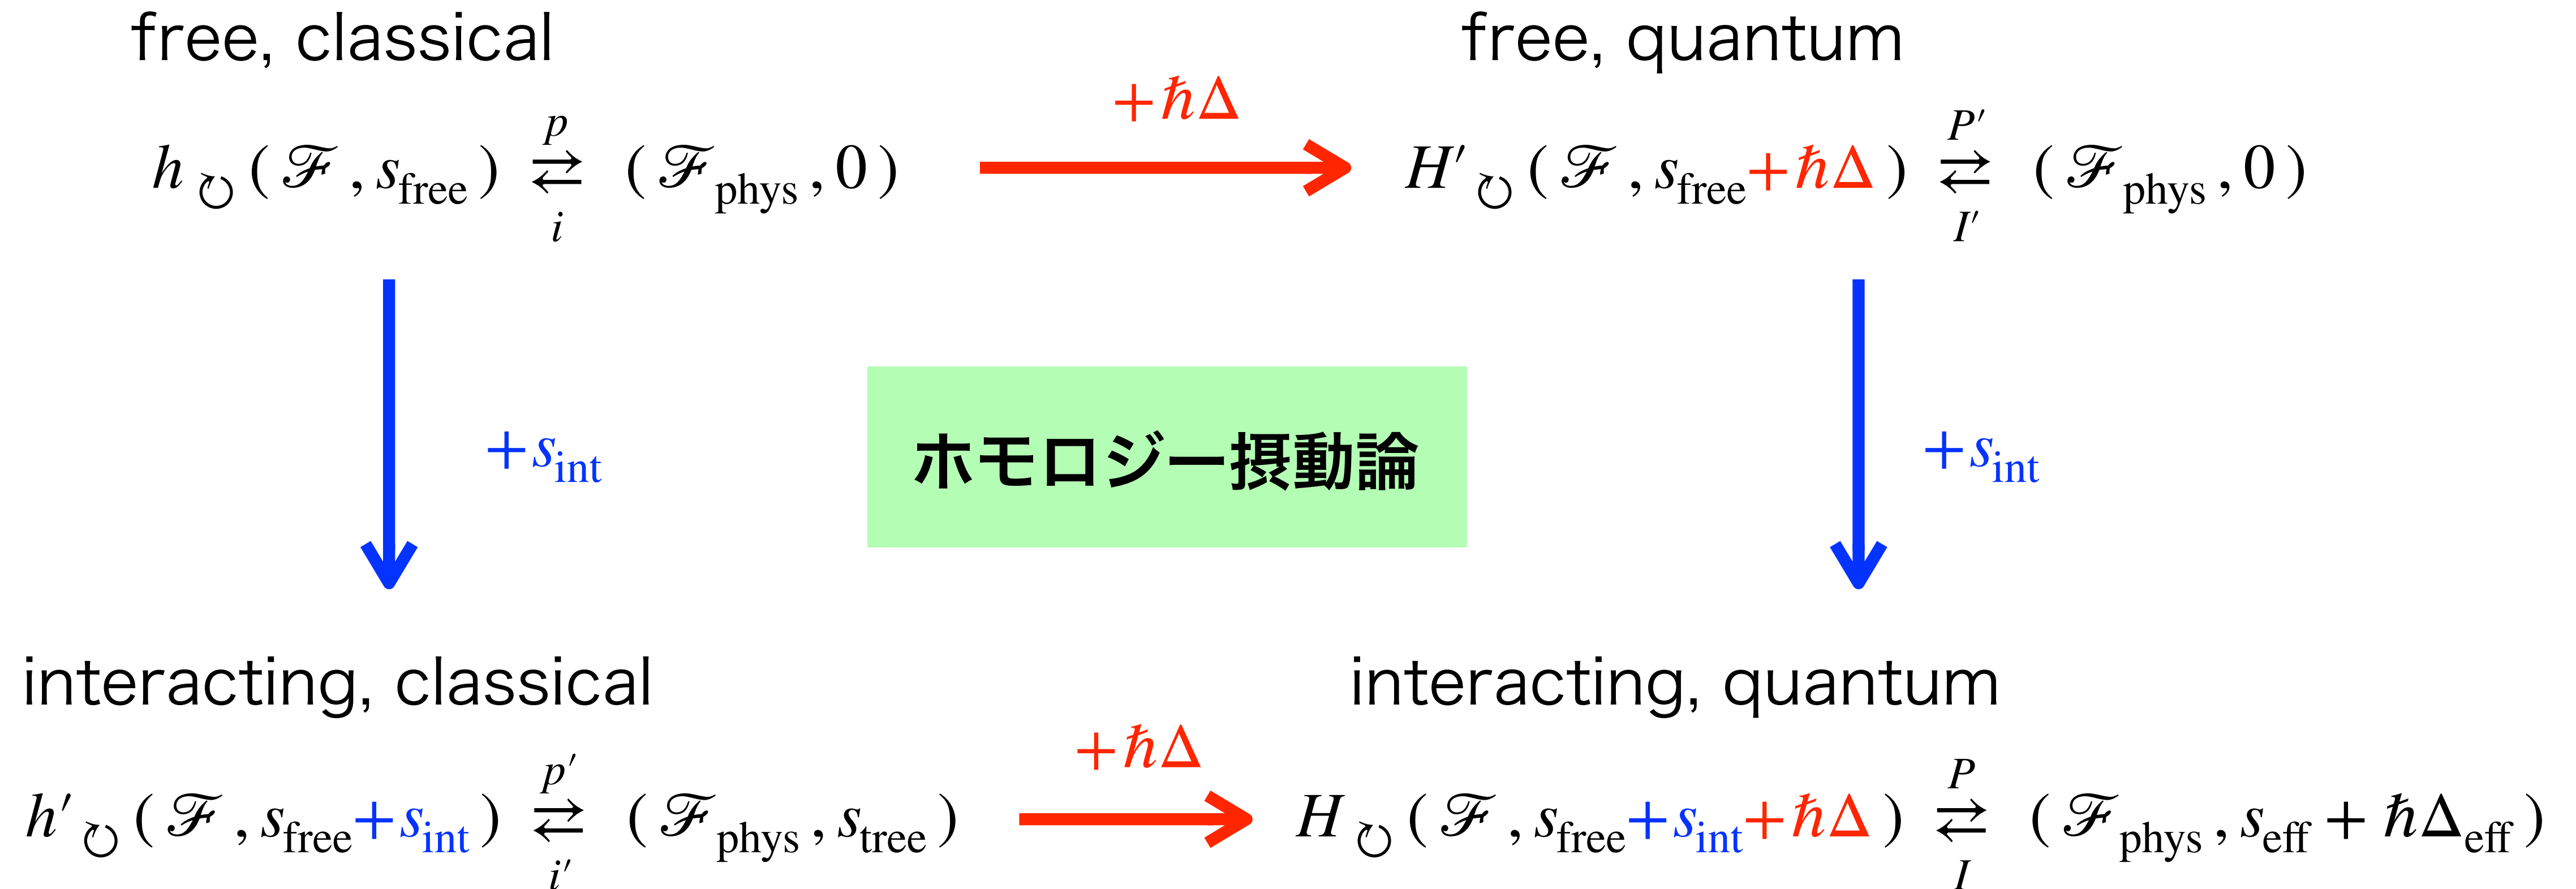 free, classical
free, quantum
+ℏΔ
h ↻ (ℱ, s_free) ⇄ (ℱ_phys, 0)
p
i
H′ ↻ (ℱ, s_free+ℏΔ) ⇄ (ℱ_phys, 0)
P′
I′
+s_int
ホモロジー摂動論
+s_int
interacting, classical
interacting, quantum
+ℏΔ
h′ ↻ (ℱ, s_free+s_int) ⇄ (ℱ_phys, s_tree)
p′
i′
H ↻ (ℱ, s_free+s_int+ℏΔ) ⇄ (ℱ_phys, s_eff + ℏΔ_eff)
P
I